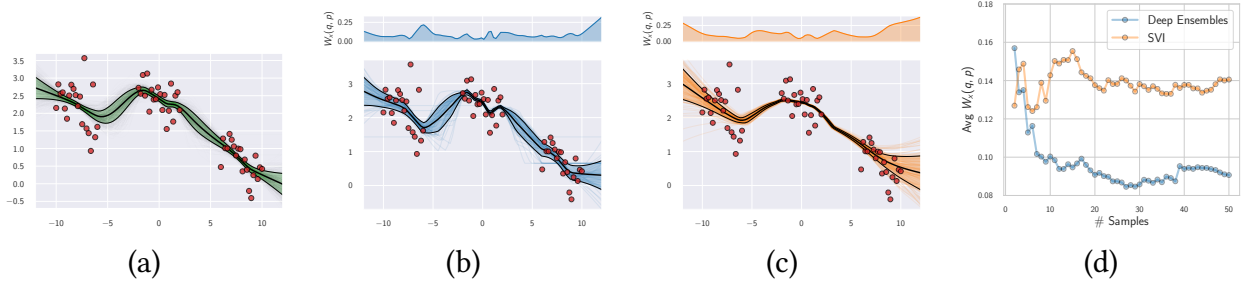 3.5
3.0
2.5
2.0
1.5
1.0
0.5
0.0
−0.5
−10 −5 0 5 10
(a)
W_x(q, p)
0.25
0.00
3
2
1
0
−10 −5 0 5 10
(b)
W_x(q, p)
0.25
0.00
3
2
1
0
−10 −5 0 5 10
(c)
0.18
0.16
0.14
0.12
0.10
0.08
Avg W_x(q, p)
Deep Ensembles
SVI
0 10 20 30 40 50
# Samples
(d)